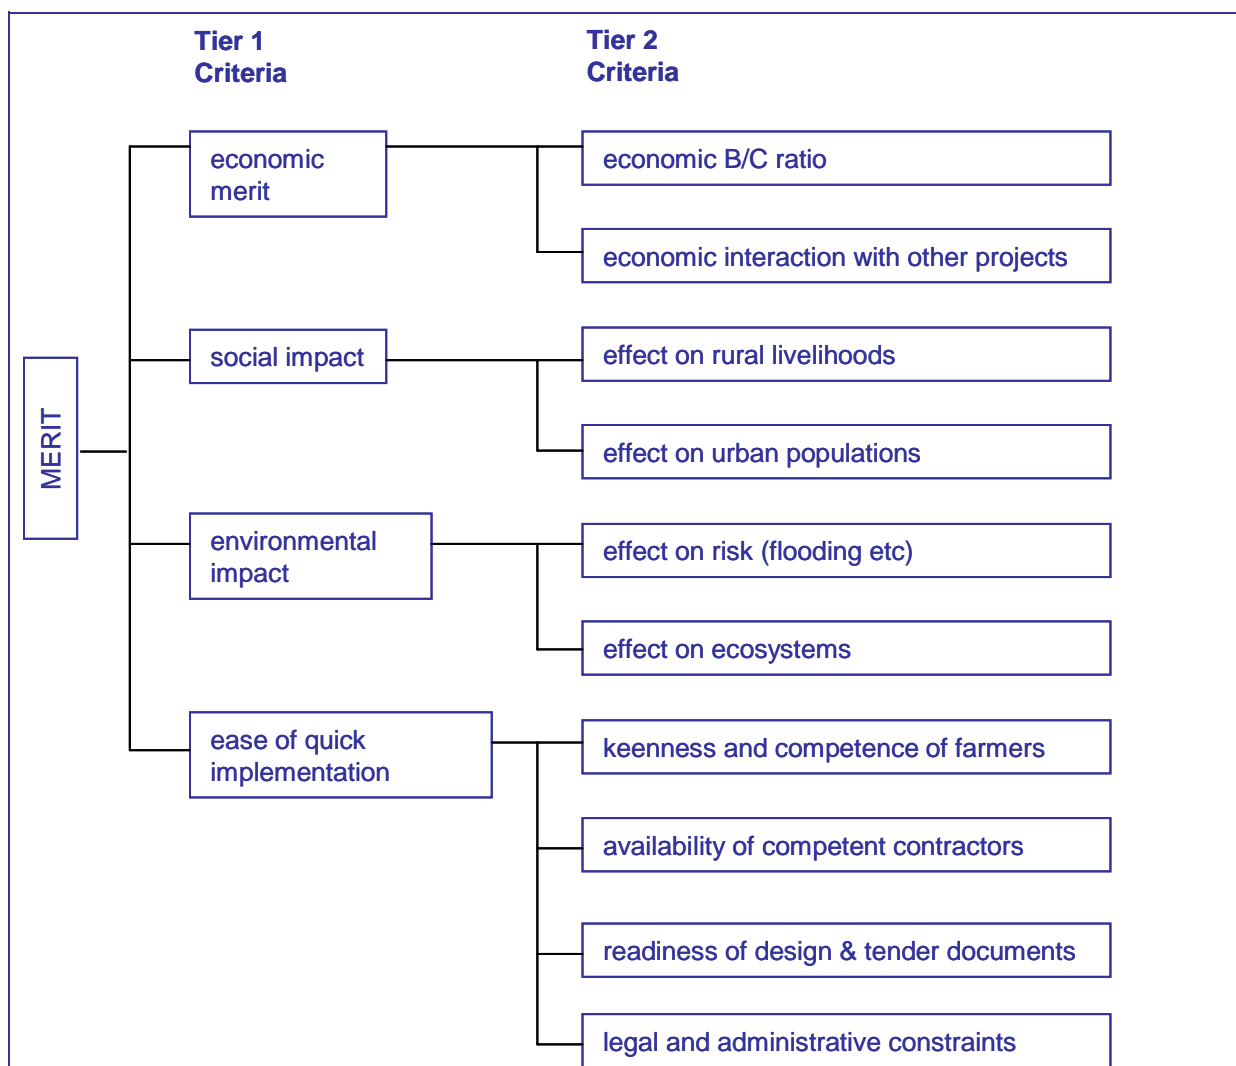 Tier 1
Criteria
Tier 2
Criteria
MERIT
economic
merit
economic B/C ratio
economic interaction with other projects
social impact
effect on rural livelihoods
effect on urban populations
environmental
impact
effect on risk (flooding etc)
effect on ecosystems
ease of quick
implementation
keenness and competence of farmers
availability of competent contractors
readiness of design & tender documents
legal and administrative constraints